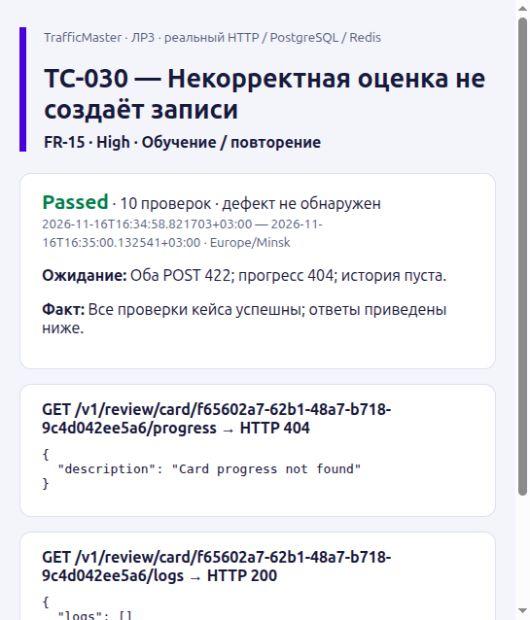 TrafficMaster · ЛР3 · реальный HTTP / PostgreSQL / Redis
TC-030 — Некорректная оценка не
создаёт записи
FR-15 · High · Обучение / повторение
Passed · 10 проверок · дефект не обнаружен
2026-11-16T16:34:58.821703+03:00 — 2026-11-
16T16:35:00.132541+03:00 · Europe/Minsk
Ожидание: Оба POST 422; прогресс 404; история пуста.
Факт: Все проверки кейса успешны; ответы приведены
ниже.
GET /v1/review/card/f65602a7-62b1-48a7-b718-
9c4d042ee5a6/progress → HTTP 404
{
  "description": "Card progress not found"
}
GET /v1/review/card/f65602a7-62b1-48a7-b718-
9c4d042ee5a6/logs → HTTP 200
{
  "logs": []